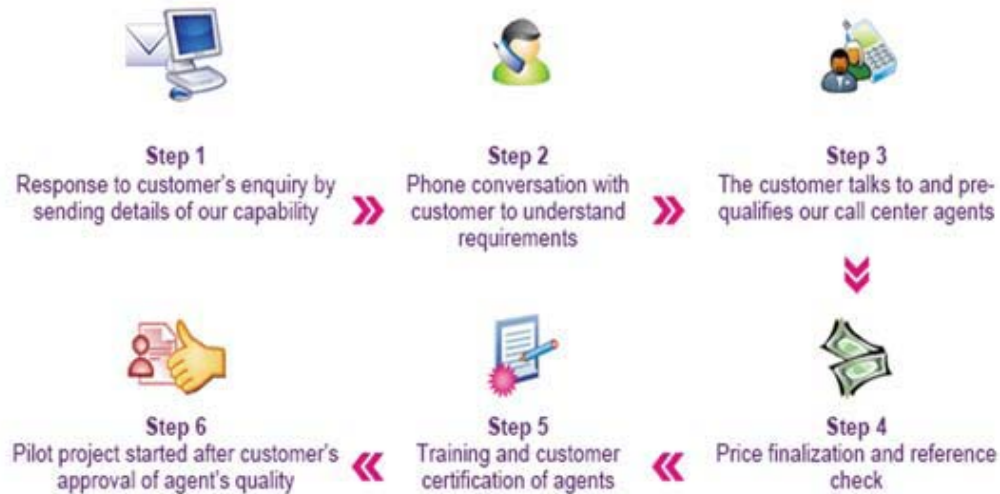 Step 1
Response to customer's enquiry by
sending details of our capability
Step 2
Phone conversation with
customer to understand
requirements
Step 3
The customer talks to and pre-
qualifies our call center agents
Step 4
Price finalization and reference
check
Step 5
Training and customer
certification of agents
Step 6
Pilot project started after customer's
approval of agent's quality